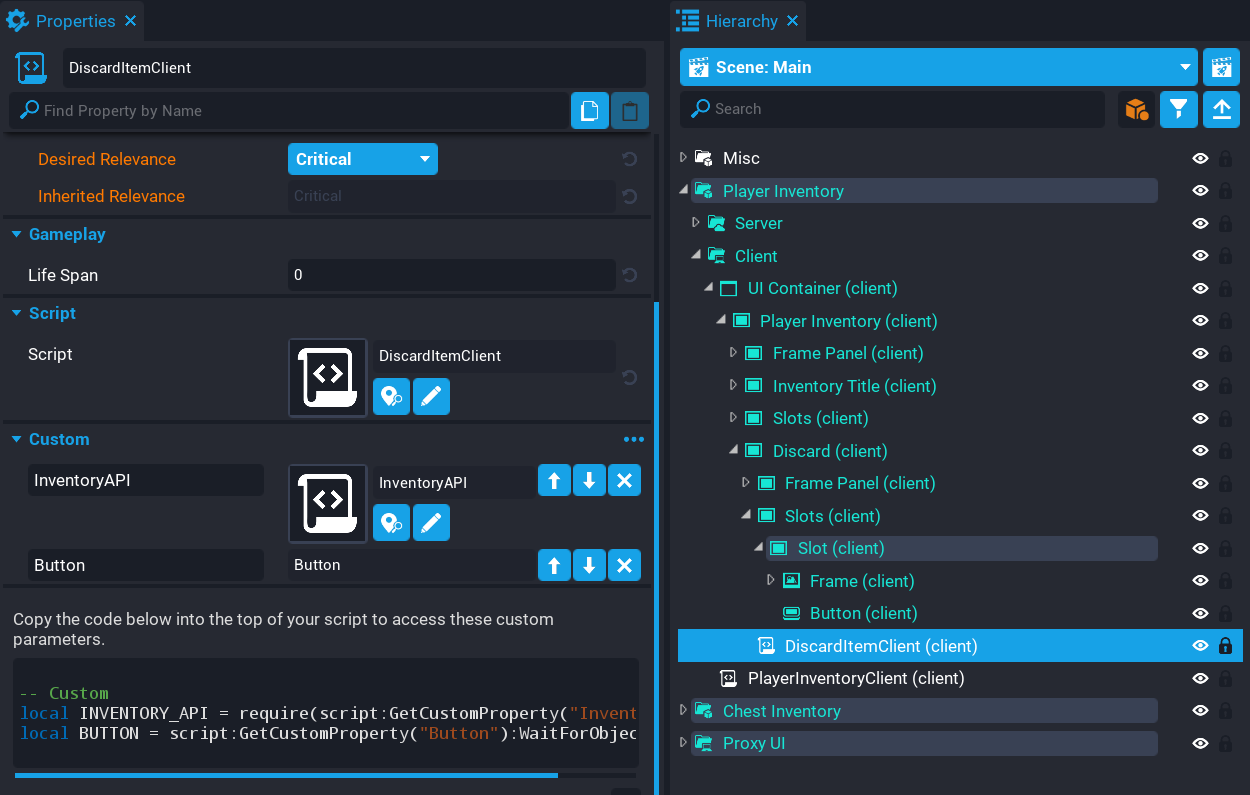 Properties
DiscardItemClient
Find Property by Name
Desired Relevance
Critical
Inherited Relevance
Critical
Gameplay
Life Span
0
Script
Script
DiscardItemClient
Custom
InventoryAPI
InventoryAPI
Button
Button
Copy the code below into the top of your script to access these custom
parameters.
-- Custom
local INVENTORY_API = require(script:GetCustomProperty("Invent
local BUTTON = script:GetCustomProperty("Button"):WaitForObjec
Hierarchy
Scene: Main
Search
Misc
Player Inventory
Server
Client
UI Container (client)
Player Inventory (client)
Frame Panel (client)
Inventory Title (client)
Slots (client)
Discard (client)
Frame Panel (client)
Slots (client)
Slot (client)
Frame (client)
Button (client)
DiscardItemClient (client)
PlayerInventoryClient (client)
Chest Inventory
Proxy UI